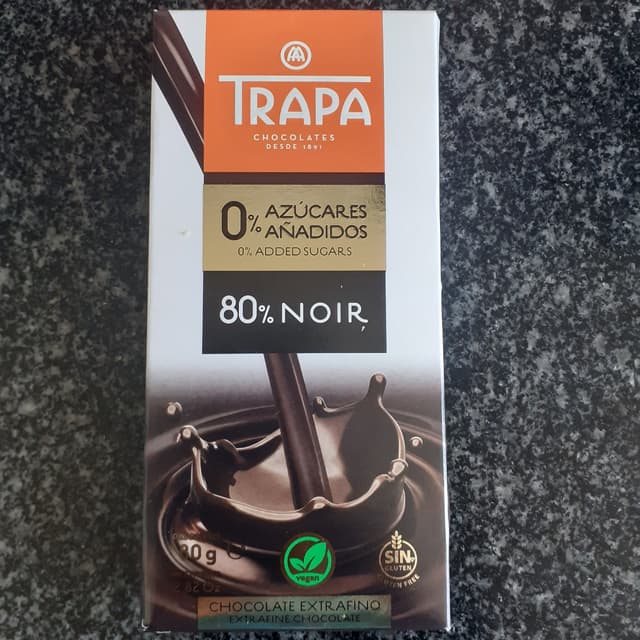 TRAPA
CHOCOLATES
DESDE 1891
0% AZÚCARES
AÑADIDOS
0% ADDED SUGARS
80% NOIR
g
vegan
SIN
GLUTEN
GLUTEN FREE
CHOCOLATE EXTRAFINO
EXTRAFINE CHOCOLATE